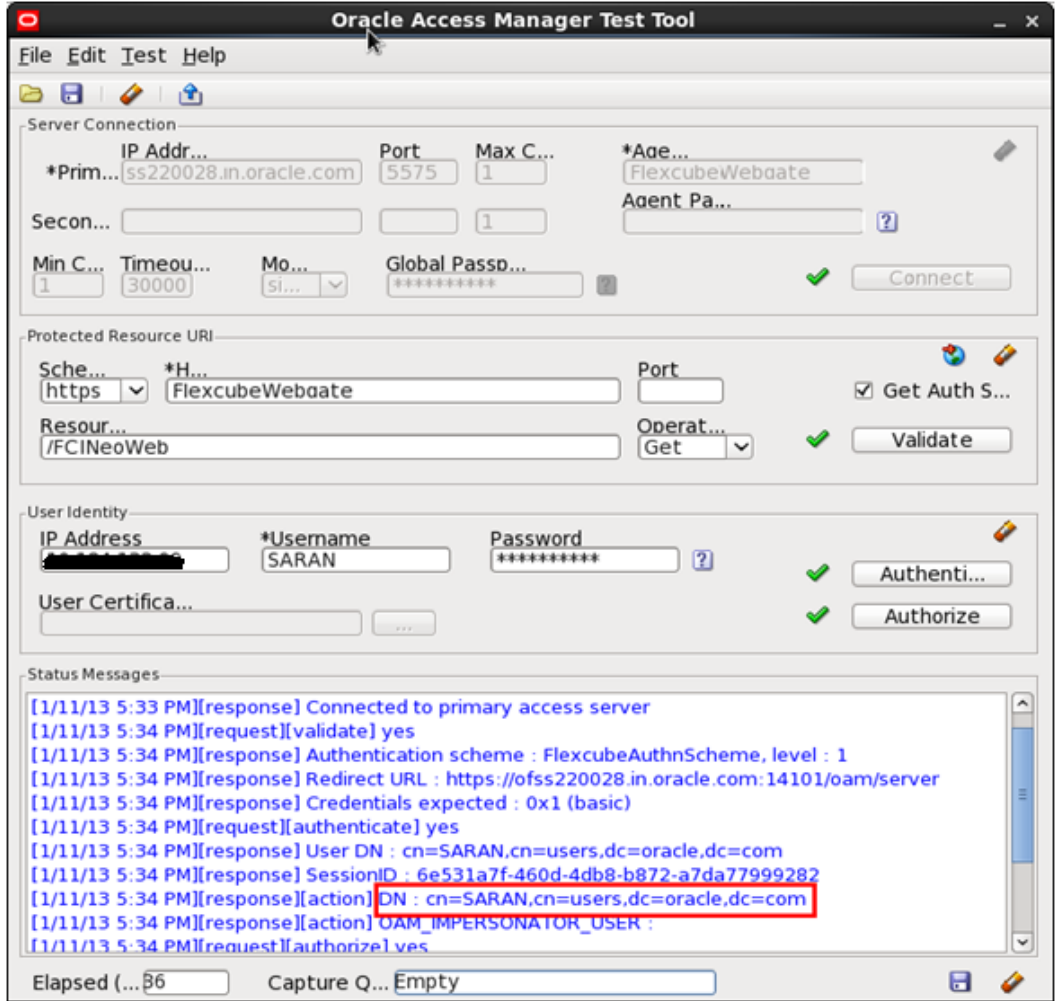 Oracle Access Manager Test Tool
File Edit Test Help
Server Connection
IP Addr... Port Max C... *Age...
*Prim... ss220028.in.oracle.com 5575 1 FlexcubeWebgate
Agent Pa...
Secon... 1
Min C... Timeou... Mo... Global Passp...
1 30000 si... ********** Connect
Protected Resource URI
Sche... *H... Port
https FlexcubeWebgate Get Auth S...
Resour... Operat...
/FCJNeoWeb Get Validate
User Identity
IP Address *Username Password
SARAN ********** Authenti...
User Certifica...
... Authorize
Status Messages
[1/11/13 5:33 PM][response] Connected to primary access server
[1/11/13 5:34 PM][request][validate] yes
[1/11/13 5:34 PM][response] Authentication scheme : FlexcubeAuthnScheme, level : 1
[1/11/13 5:34 PM][response] Redirect URL : https://ofss220028.in.oracle.com:14101/oam/server
[1/11/13 5:34 PM][response] Credentials expected : 0x1 (basic)
[1/11/13 5:34 PM][request][authenticate] yes
[1/11/13 5:34 PM][response] User DN : cn=SARAN,cn=users,dc=oracle,dc=com
[1/11/13 5:34 PM][response] SessionID : 6e531a7f-460d-4db8-b872-a7da77999282
[1/11/13 5:34 PM][response][action] DN : cn=SARAN,cn=users,dc=oracle,dc=com
[1/11/13 5:34 PM][response][action] OAM_IMPERSONATOR_USER :
[1/11/13 5:34 PM][request][authorize] yes
Elapsed (... 36 Capture Q... Empty